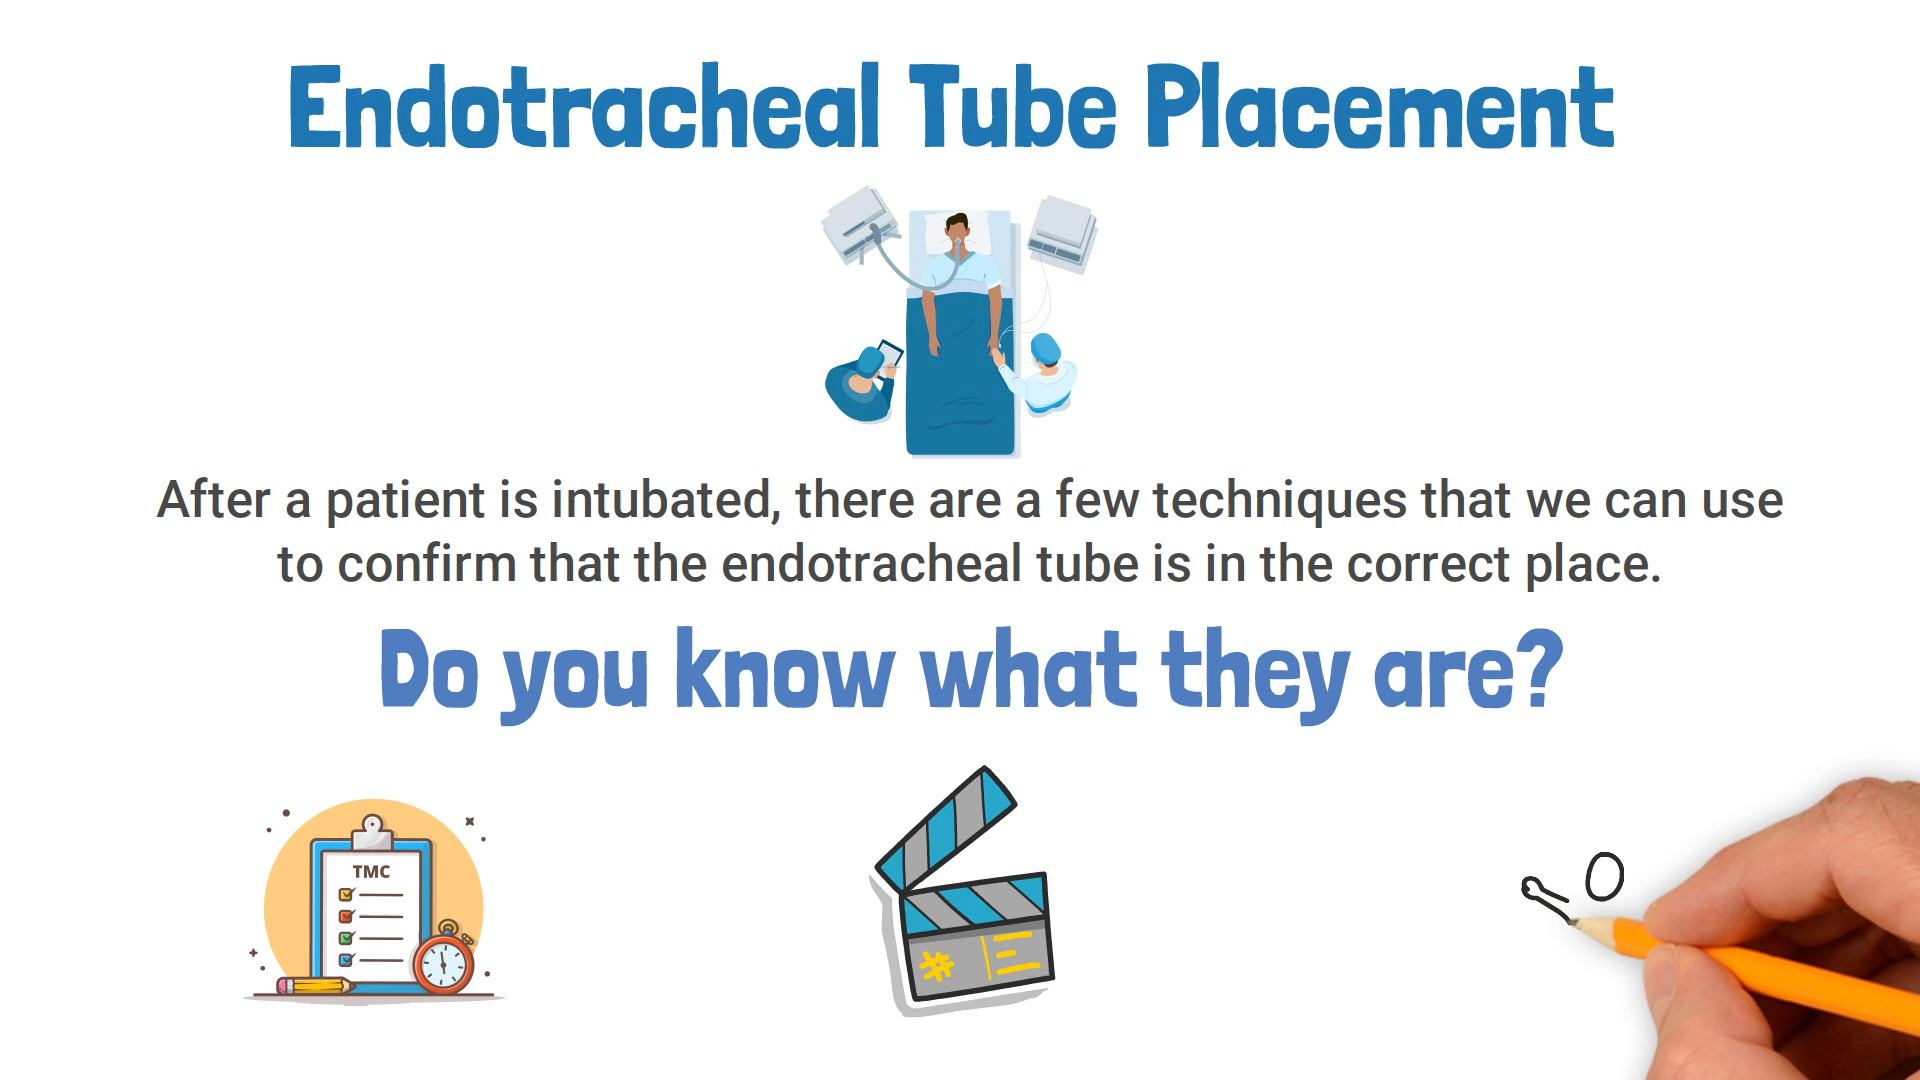 Endotracheal Tube Placement
After a patient is intubated, there are a few techniques that we can use
to confirm that the endotracheal tube is in the correct place.
Do you know what they are?
TMC